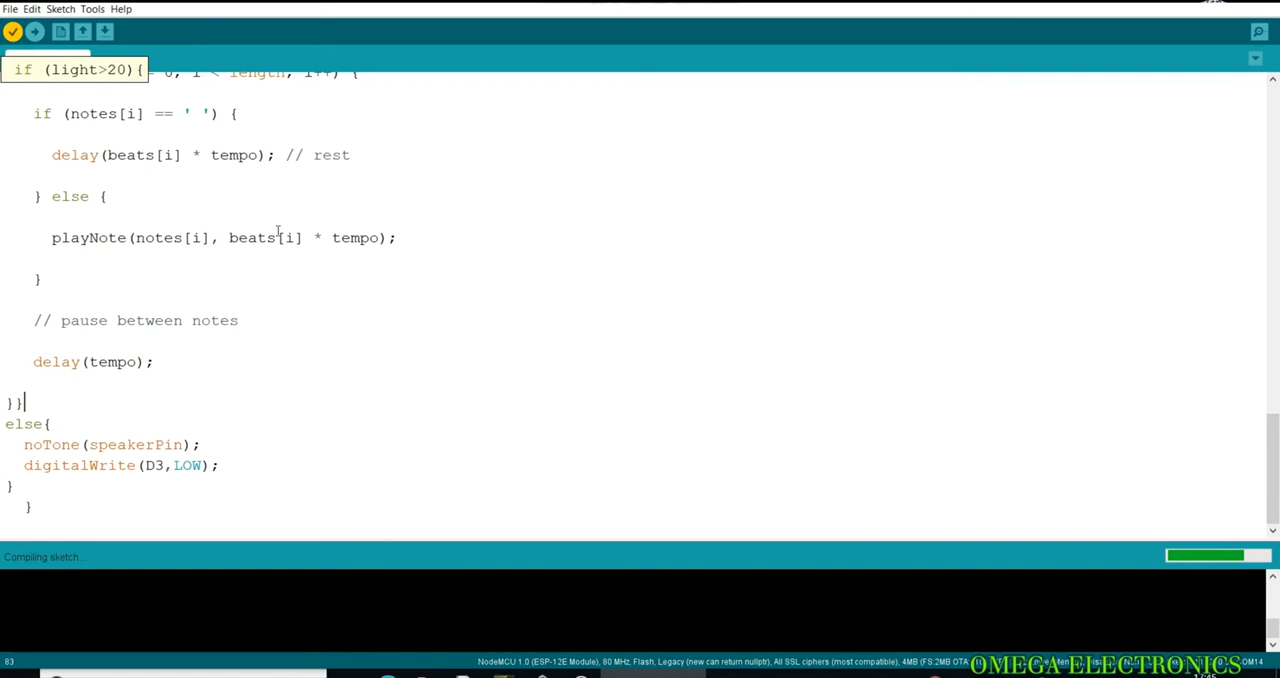 File Edit Sketch Tools Help
if (light>20){
= 0; i < length; i++) {
if (notes[i] == ' ') {
delay(beats[i] * tempo); // rest
} else {
playNote(notes[i], beats[i] * tempo);
}
// pause between notes
delay(tempo);
}}
else{
noTone(speakerPin);
digitalWrite(D3,LOW);
}
}
Compiling sketch
83
NodeMCU 1.0 (ESP-12E Module), 80 MHz, Flash, Legacy (new can return nullptr), All SSL ciphers (most compatible), 4MB (FS:2MB OTA
OMEGA ELECTRONICS
OM14
17:45